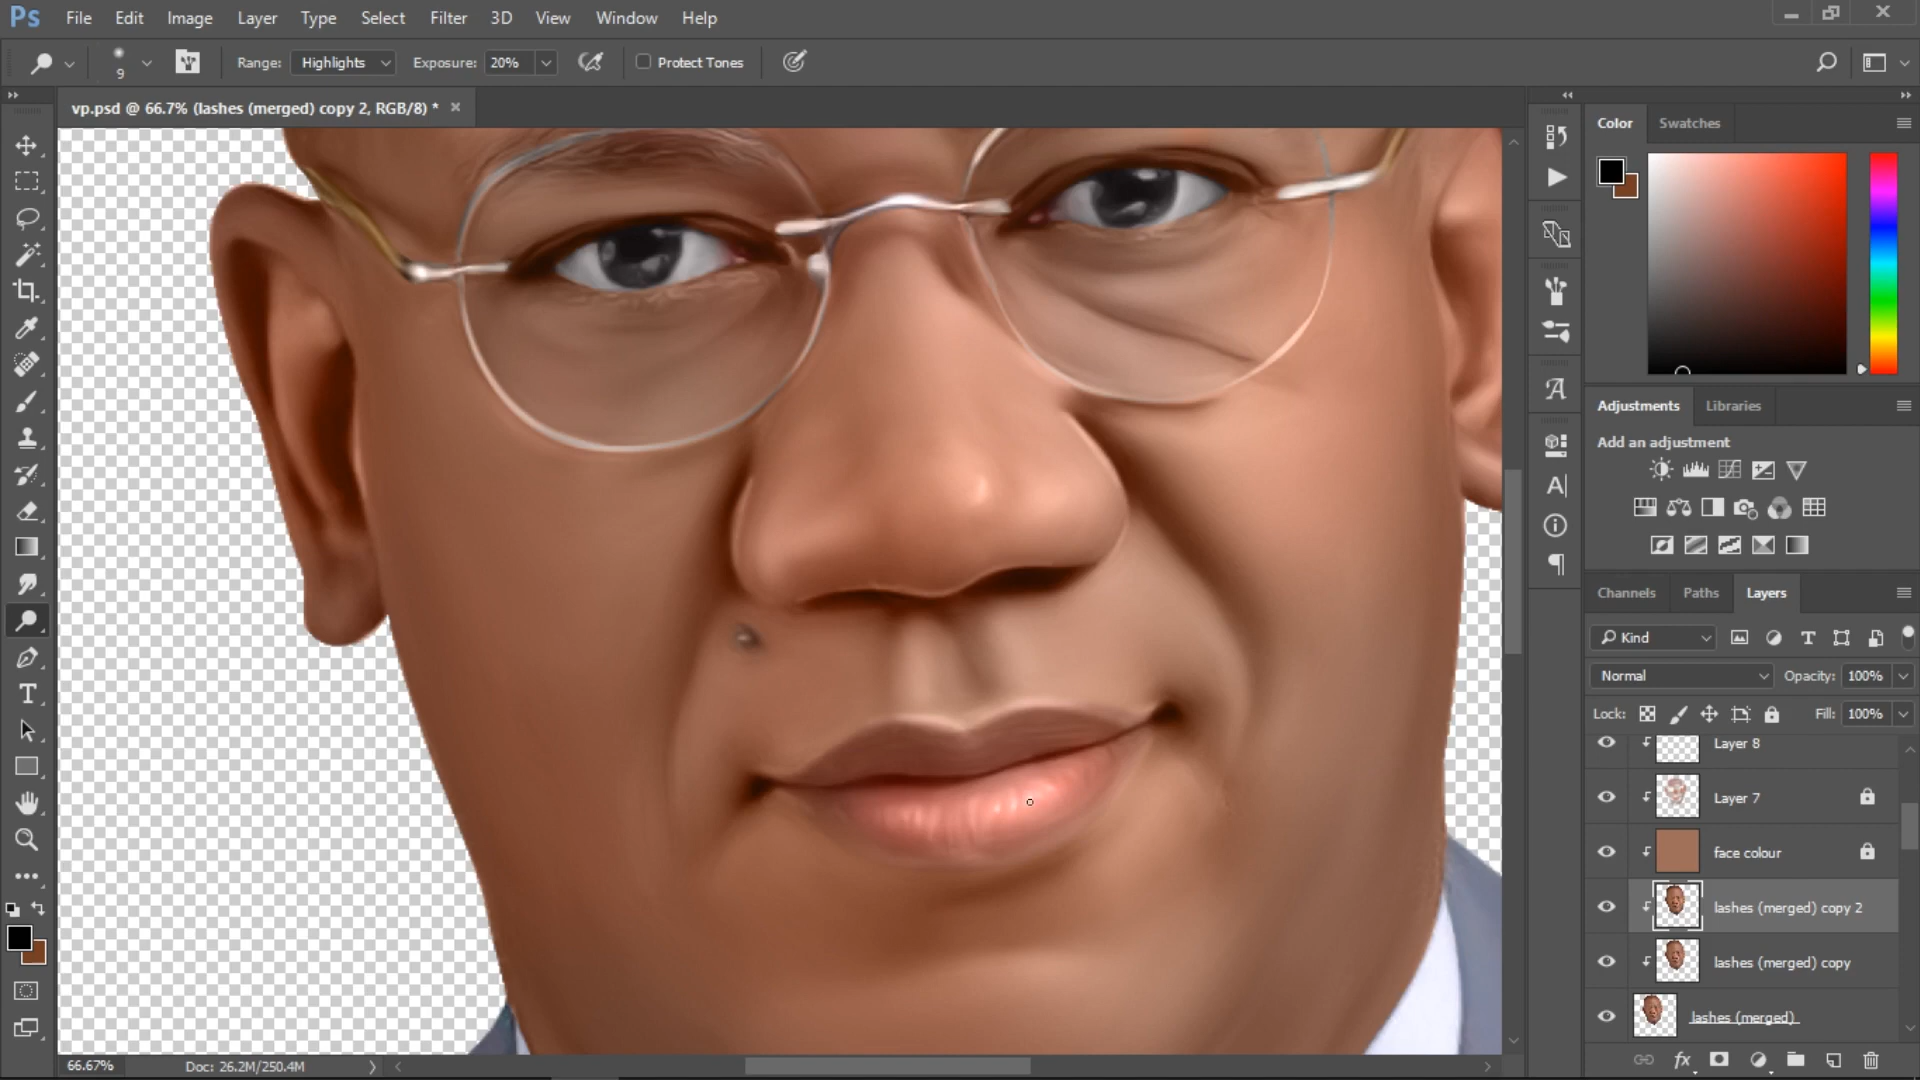 Ps File Edit Image Layer Type Select Filter 3D View Window Help
9 Range: Highlights Exposure: 20% Protect Tones
vp.psd @ 66.7% (lashes (merged) copy 2, RGB/8) * ×
Color Swatches
Adjustments Libraries
Add an adjustment
Channels Paths Layers
Kind
Normal Opacity: 100%
Lock: Fill: 100%
Layer 8
Layer 7
face colour
lashes (merged) copy 2
lashes (merged) copy
lashes (merged)
66.67% Doc: 26.2M/250.4M